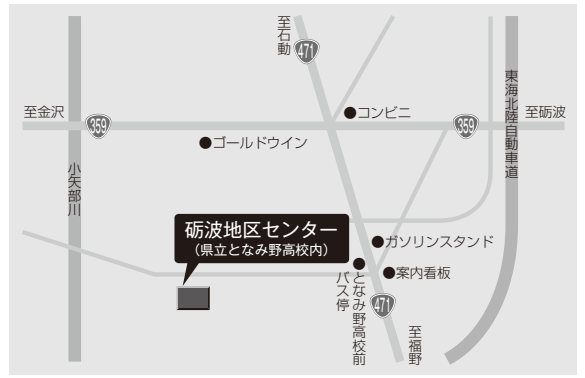 至石動
471
至金沢
359
コンビニ
359
至砺波
東海北陸自動車道
ゴールドウイン
小矢部川
砺波地区センター
（県立となみ野高校内）
ガソリンスタンド
となみ野高校前
バス停
案内看板
471
至福野